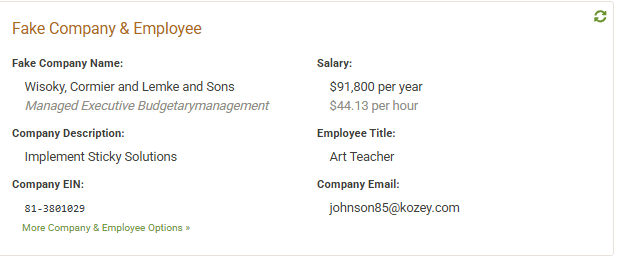 Fake Company & Employee
Fake Company Name:
Wisoky, Cormier and Lemke and Sons
Managed Executive Budgetarymanagement
Salary:
$91,800 per year
$44.13 per hour
Company Description:
Implement Sticky Solutions
Employee Title:
Art Teacher
Company EIN:
81-3801029
Company Email:
johnson85@kozey.com
More Company & Employee Options »